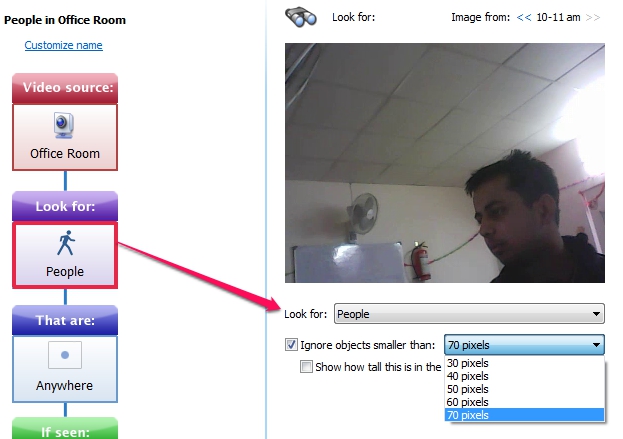 People in Office Room
Customize name
Video source:
Office Room
Look for:
People
That are:
Anywhere
If seen:
Look for:
Image from: << 10-11 am >>
Look for: People
Ignore objects smaller than: 70 pixels
Show how tall this is in the
30 pixels
40 pixels
50 pixels
60 pixels
70 pixels